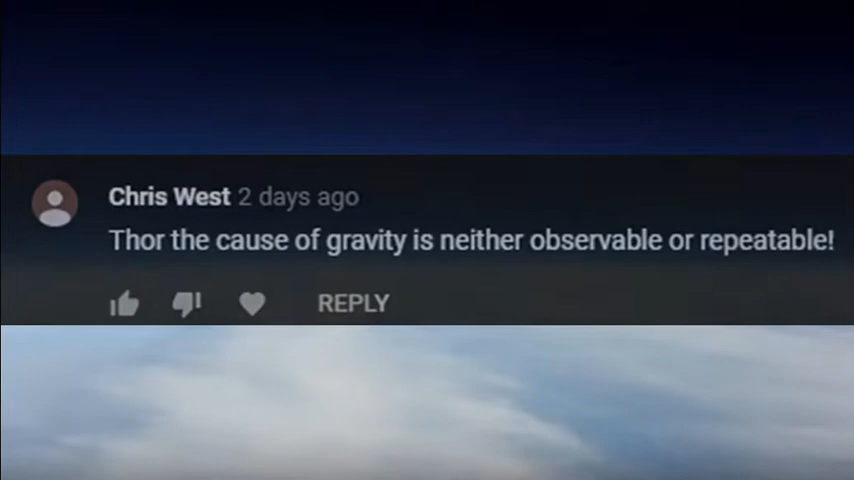 Chris West 2 days ago
Thor the cause of gravity is neither observable or repeatable!
REPLY